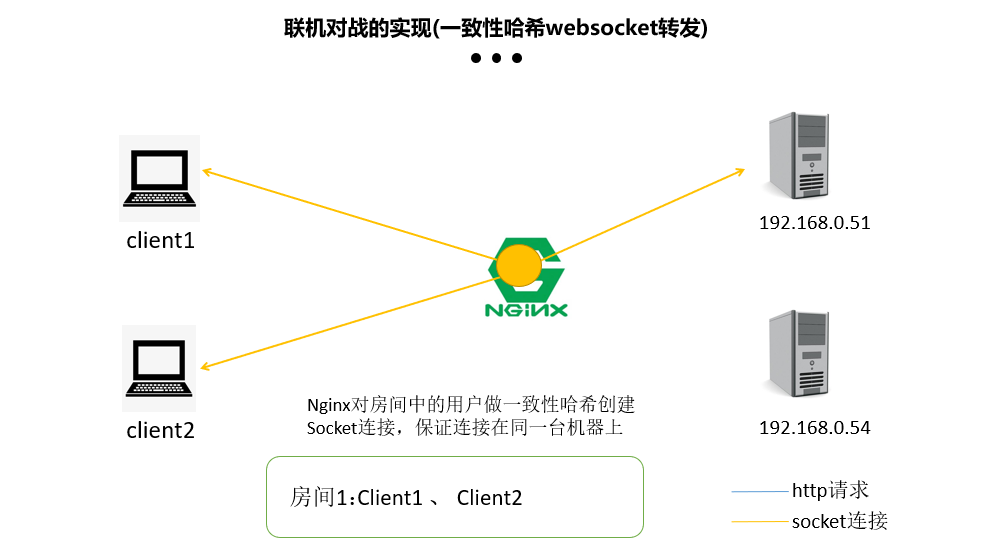 联机对战的实现(一致性哈希websocket转发)
client1
192.168.0.51
NGiNX
client2
192.168.0.54
Nginx对房间中的用户做一致性哈希创建
Socket连接，保证连接在同一台机器上
房间1：Client1 、 Client2
http请求
socket连接